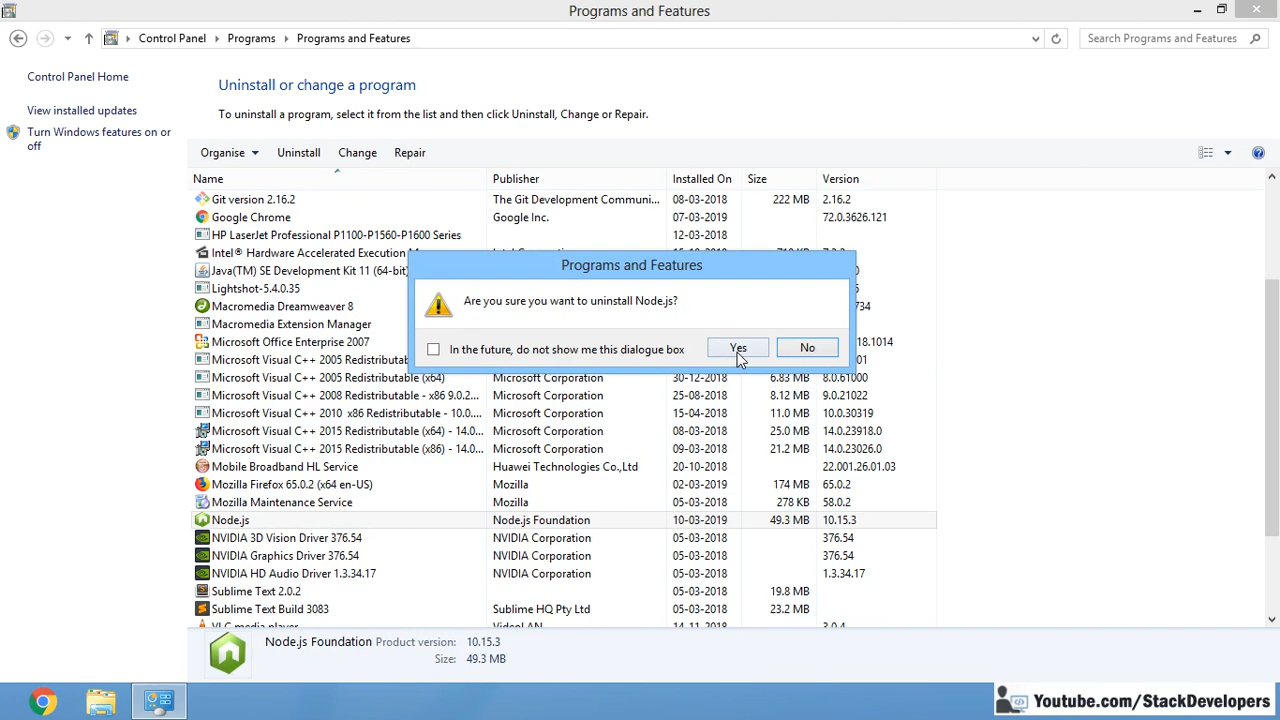 Programs and Features
Control Panel
Programs
Programs and Features
Search Programs and Features
Control Panel Home
View installed updates
Turn Windows features on or
off
Uninstall or change a program
To uninstall a program, select it from the list and then click Uninstall, Change or Repair.
Organise Uninstall Change Repair
Name Publisher Installed On Size Version
Git version 2.16.2 The Git Development Communi... 08-03-2018 222 MB 2.16.2
Google Chrome Google Inc. 07-03-2019 72.0.3626.121
HP LaserJet Professional P1100-P1560-P1600 Series 12-03-2018
Intel® Hardware Accelerated Execution
Java(TM) SE Development Kit 11 (64-bit)
Lightshot-5.4.0.35
Macromedia Dreamweaver 8 734
Macromedia Extension Manager
Microsoft Office Enterprise 2007 .1014
Microsoft Visual C++ 2005 Redistributable
Microsoft Visual C++ 2005 Redistributable (x64) Microsoft Corporation 30-12-2018 6.83 MB 8.0.61000
Microsoft Visual C++ 2008 Redistributable - x86 9.0.2... Microsoft Corporation 25-08-2018 8.12 MB 9.0.21022
Microsoft Visual C++ 2010 x86 Redistributable - 10.0.... Microsoft Corporation 15-04-2018 11.0 MB 10.0.30319
Microsoft Visual C++ 2015 Redistributable (x64) - 14.0... Microsoft Corporation 05-03-2018 25.0 MB 14.0.23918.0
Microsoft Visual C++ 2015 Redistributable (x86) - 14.0... Microsoft Corporation 09-03-2018 21.2 MB 14.0.23026.0
Mobile Broadband HL Service Huawei Technologies Co.,Ltd 20-10-2018 22.001.26.01.03
Mozilla Firefox 65.0.2 (x64 en-US) Mozilla 02-03-2019 174 MB 65.0.2
Mozilla Maintenance Service Mozilla 05-03-2018 278 KB 58.0.2
Node.js Node.js Foundation 10-03-2019 49.3 MB 10.15.3
NVIDIA 3D Vision Driver 376.54 NVIDIA Corporation 05-03-2018 376.54
NVIDIA Graphics Driver 376.54 NVIDIA Corporation 05-03-2018 376.54
NVIDIA HD Audio Driver 1.3.34.17 NVIDIA Corporation 05-03-2018 1.3.34.17
Sublime Text 2.0.2 05-03-2018 19.8 MB
Sublime Text Build 3083 Sublime HQ Pty Ltd 05-03-2018 23.2 MB
VLC media player VideoLAN 14-11-2018 3.0.4
Programs and Features
Are you sure you want to uninstall Node.js?
In the future, do not show me this dialogue box
Yes No
Node.js Foundation Product version: 10.15.3
Size: 49.3 MB
Youtube.com/StackDevelopers